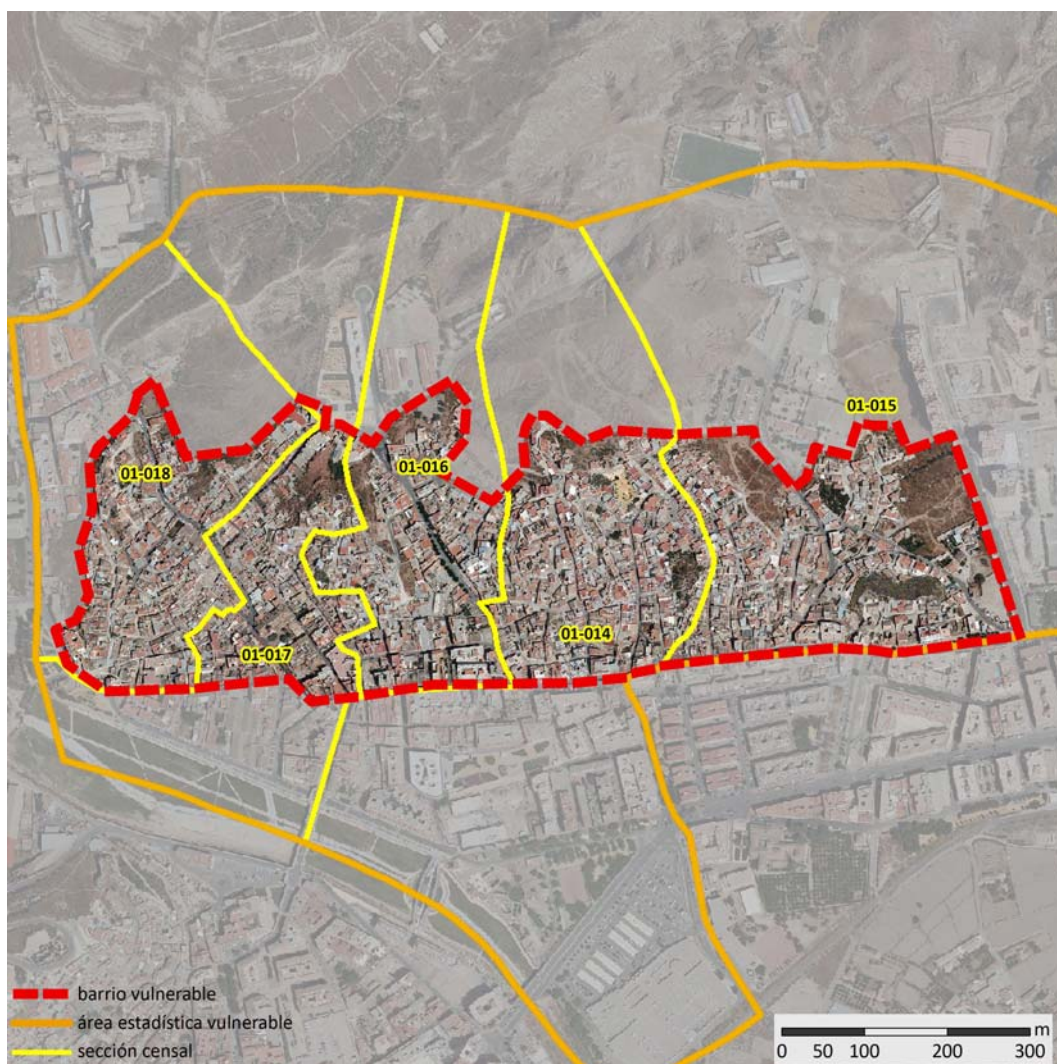 01-015
01-016
01-018
01-014
01-017
barrio vulnerable
área estadística vulnerable
sección censal
m
0 50 100 200 300